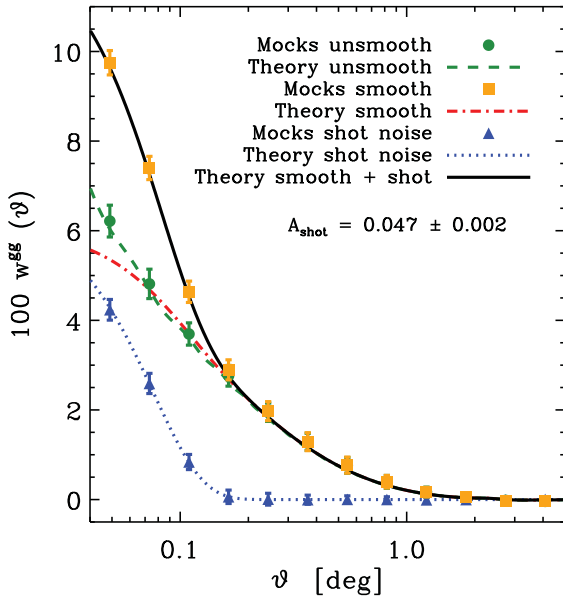 10
8
6
4
2
0
100 w^gg (ϑ)
Mocks unsmooth
Theory unsmooth
Mocks smooth
Theory smooth
Mocks shot noise
Theory shot noise
Theory smooth + shot
A_shot = 0.047 ± 0.002
0.1 1.0
ϑ [deg]